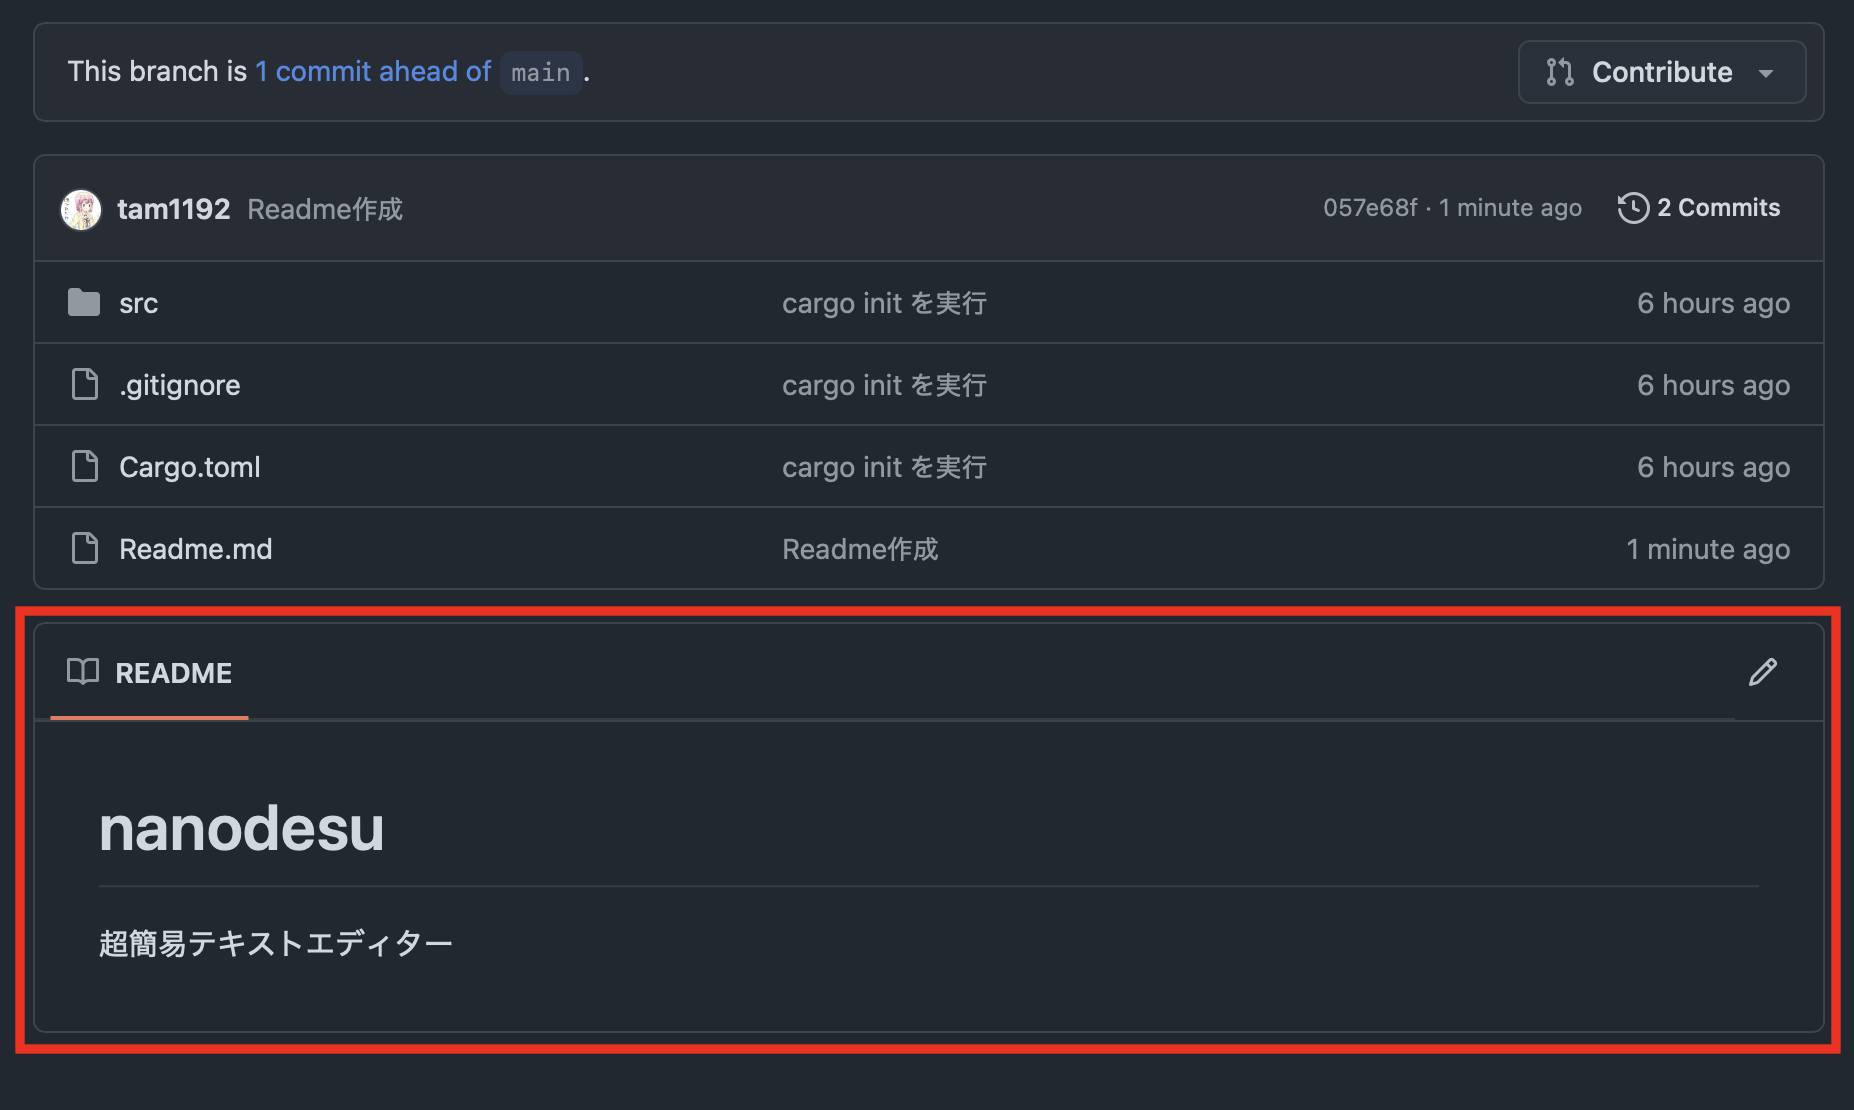 This branch is 1 commit ahead of main .
Contribute
tam1192 Readme作成 057e68f · 1 minute ago 2 Commits
src cargo init を実行 6 hours ago
.gitignore cargo init を実行 6 hours ago
Cargo.toml cargo init を実行 6 hours ago
Readme.md Readme作成 1 minute ago
README
nanodesu
超簡易テキストエディター